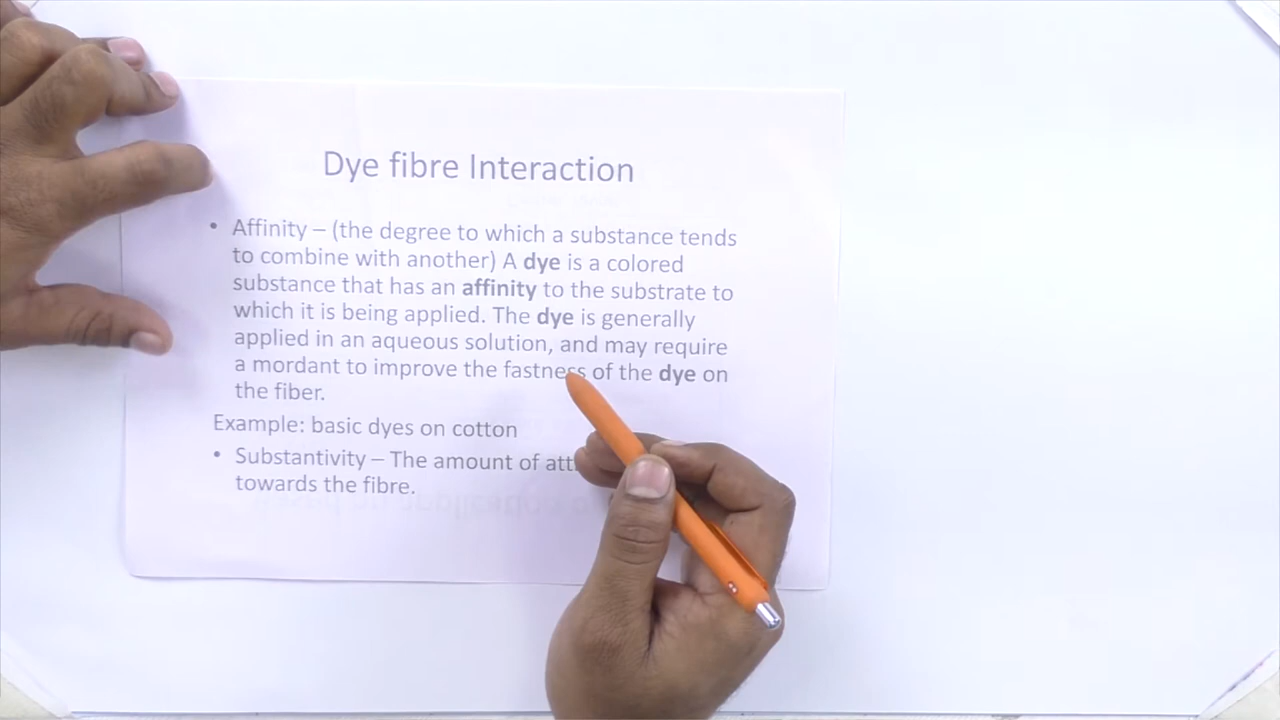 Dye fibre Interaction
• Affinity – (the degree to which a substance tends
to combine with another) A dye is a colored
substance that has an affinity to the substrate to
which it is being applied. The dye is generally
applied in an aqueous solution, and may require
a mordant to improve the fastness of the dye on
the fiber.
Example: basic dyes on cotton
• Substantivity – The amount of
towards the fibre.